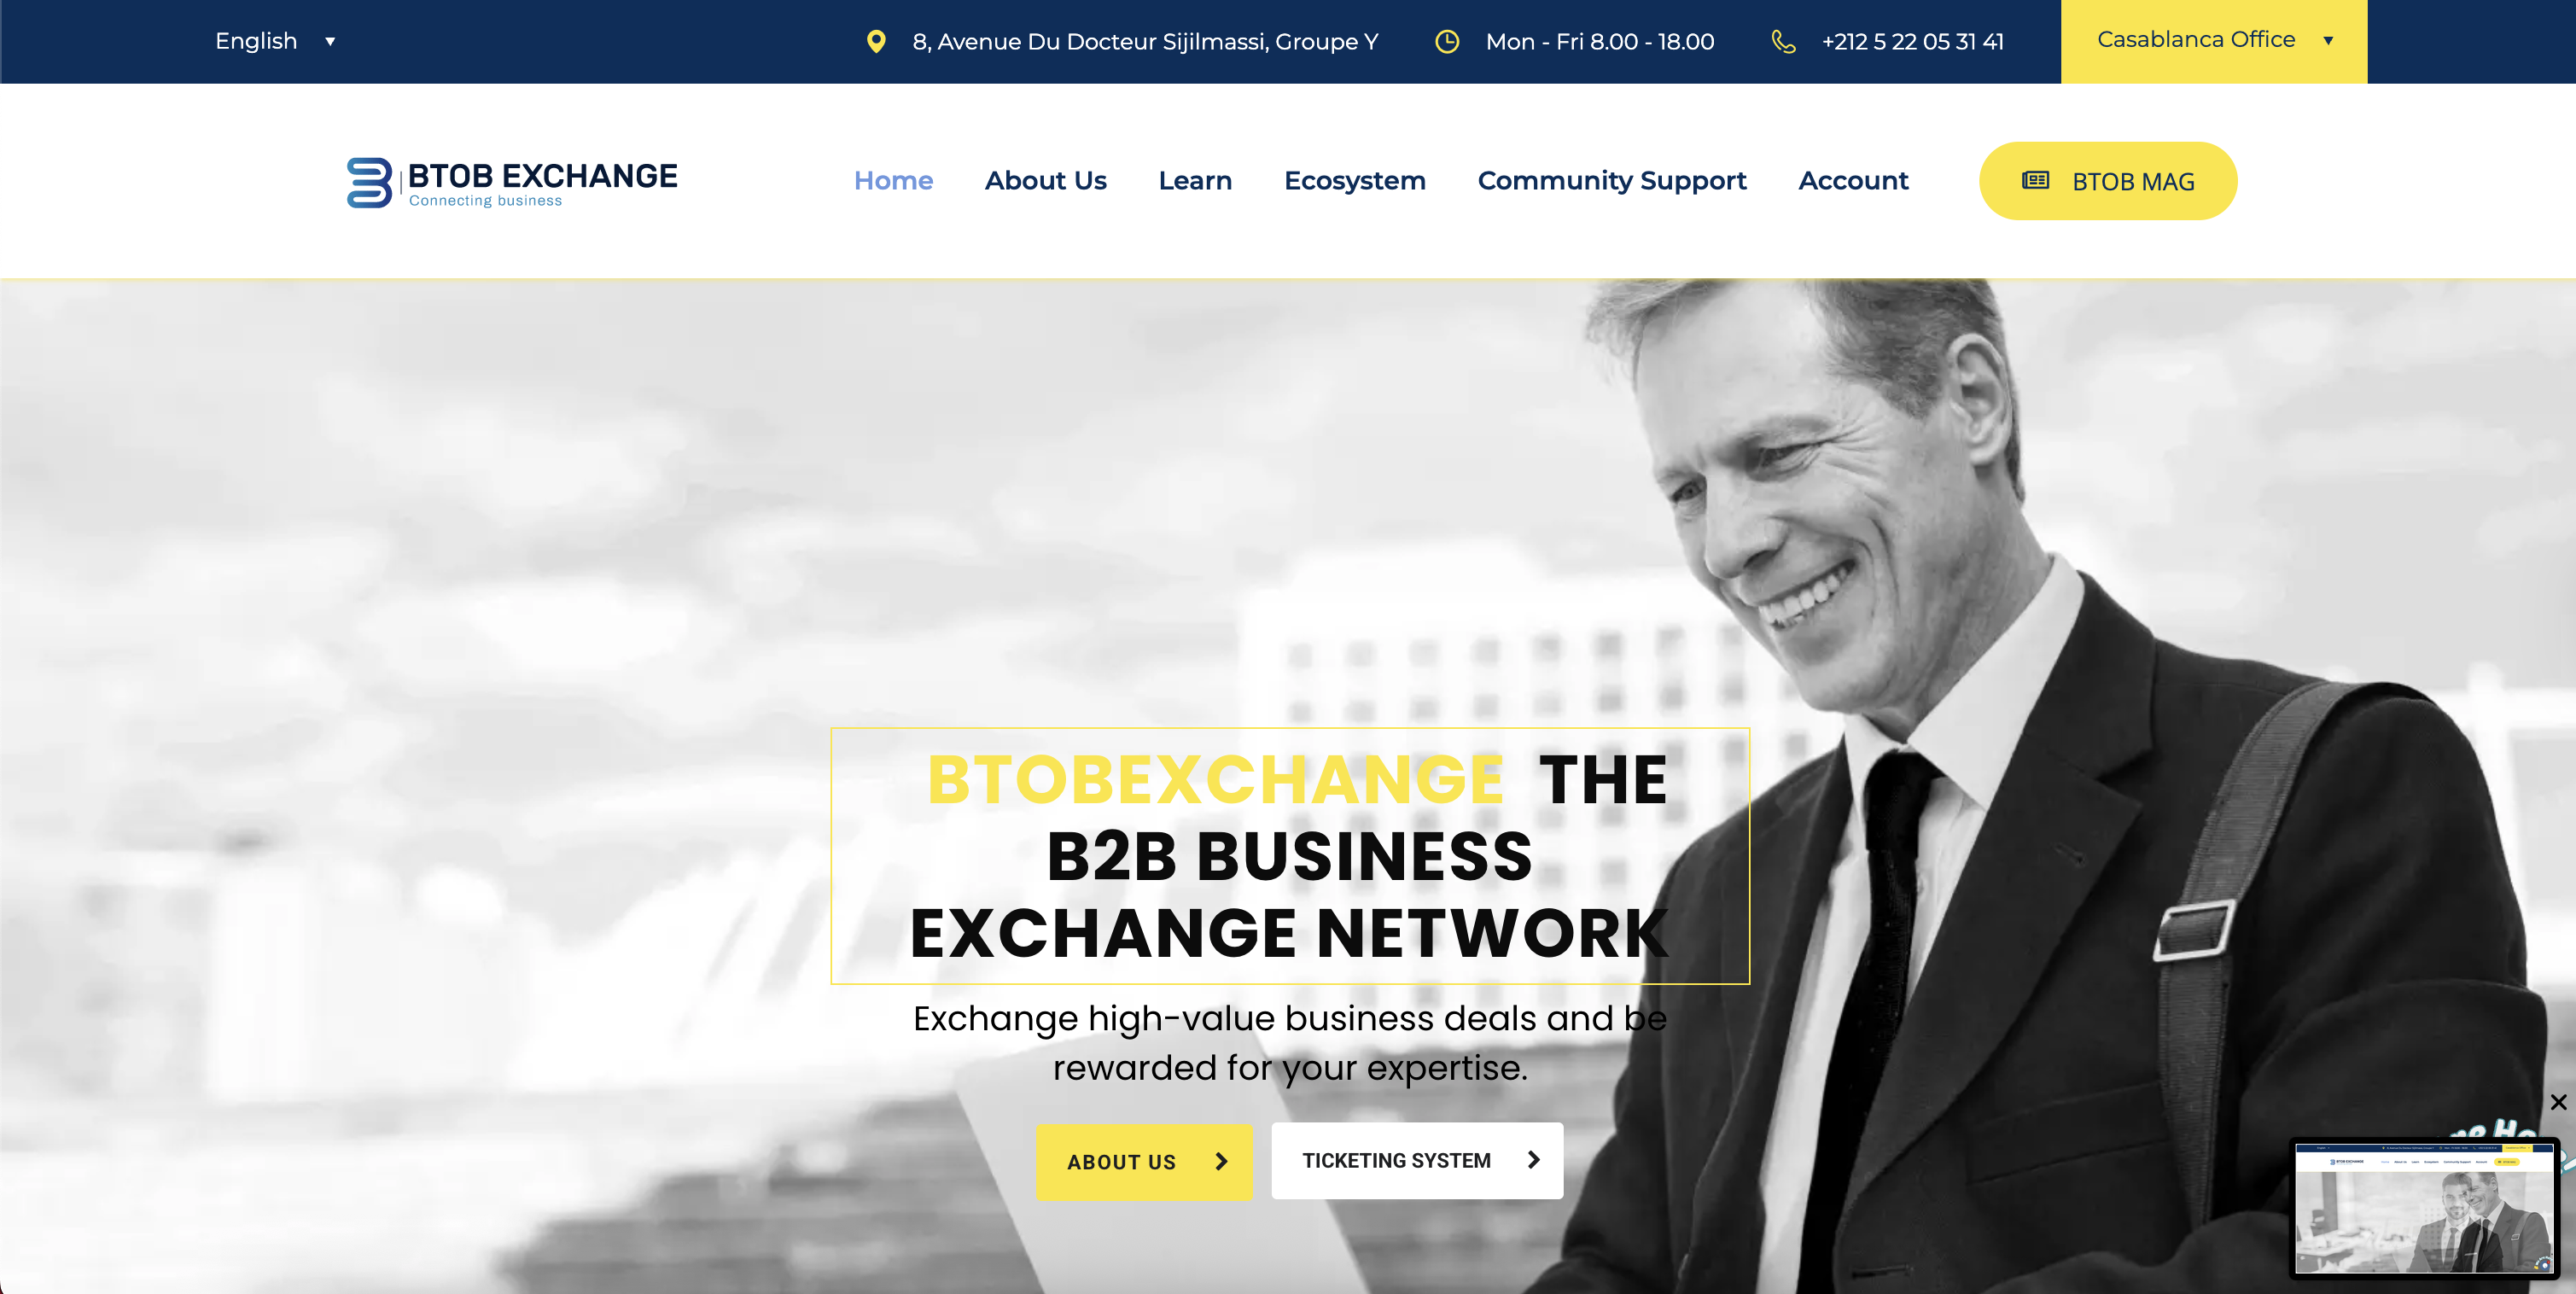 English
8, Avenue Du Docteur Sijilmassi, Groupe Y
Mon - Fri 8.00 - 18.00
+212 5 22 05 31 41
Casablanca Office
BTOB EXCHANGE
Connecting business
Home
About Us
Learn
Ecosystem
Community Support
Account
BTOB MAG
BTOBEXCHANGE THE
B2B BUSINESS
EXCHANGE NETWORK
Exchange high-value business deals and be
rewarded for your expertise.
ABOUT US
TICKETING SYSTEM